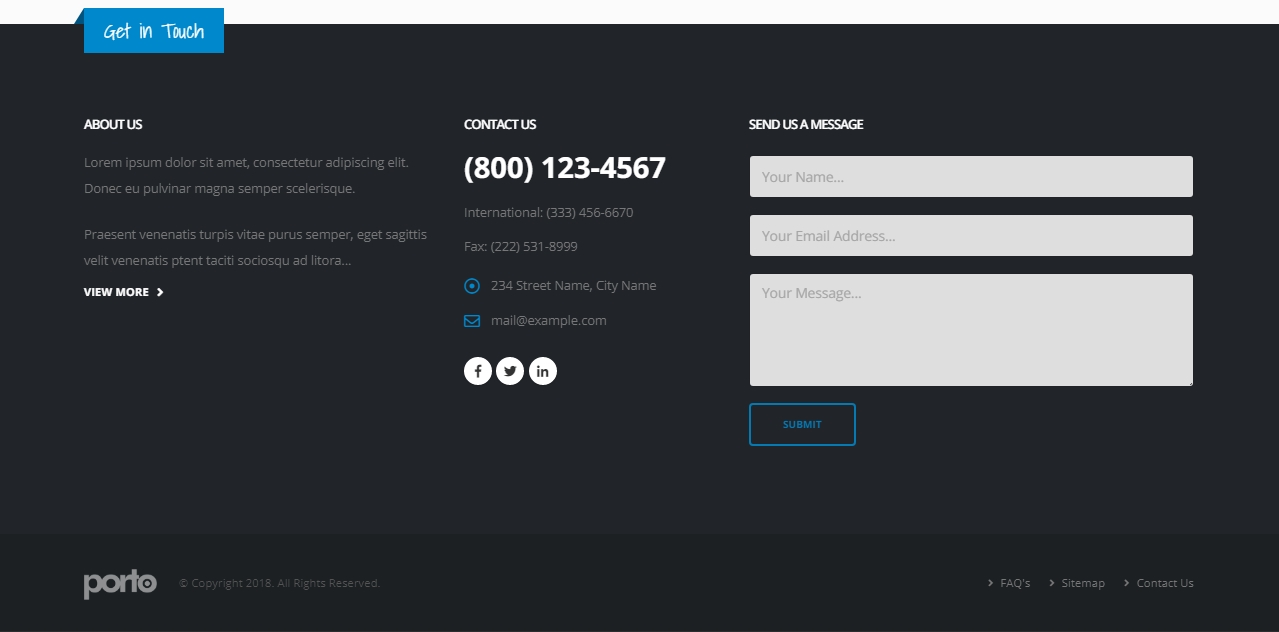 Get in Touch
ABOUT US
Lorem ipsum dolor sit amet, consectetur adipiscing elit.
Donec eu pulvinar magna semper scelerisque.
Praesent venenatis turpis vitae purus semper, eget sagittis
velit venenatis ptent taciti sociosqu ad litora...
VIEW MORE
CONTACT US
(800) 123-4567
International: (333) 456-6670
Fax: (222) 531-8999
234 Street Name, City Name
mail@example.com
SEND US A MESSAGE
Your Name...
Your Email Address...
Your Message...
SUBMIT
porto
© Copyright 2018. All Rights Reserved.
FAQ's
Sitemap
Contact Us